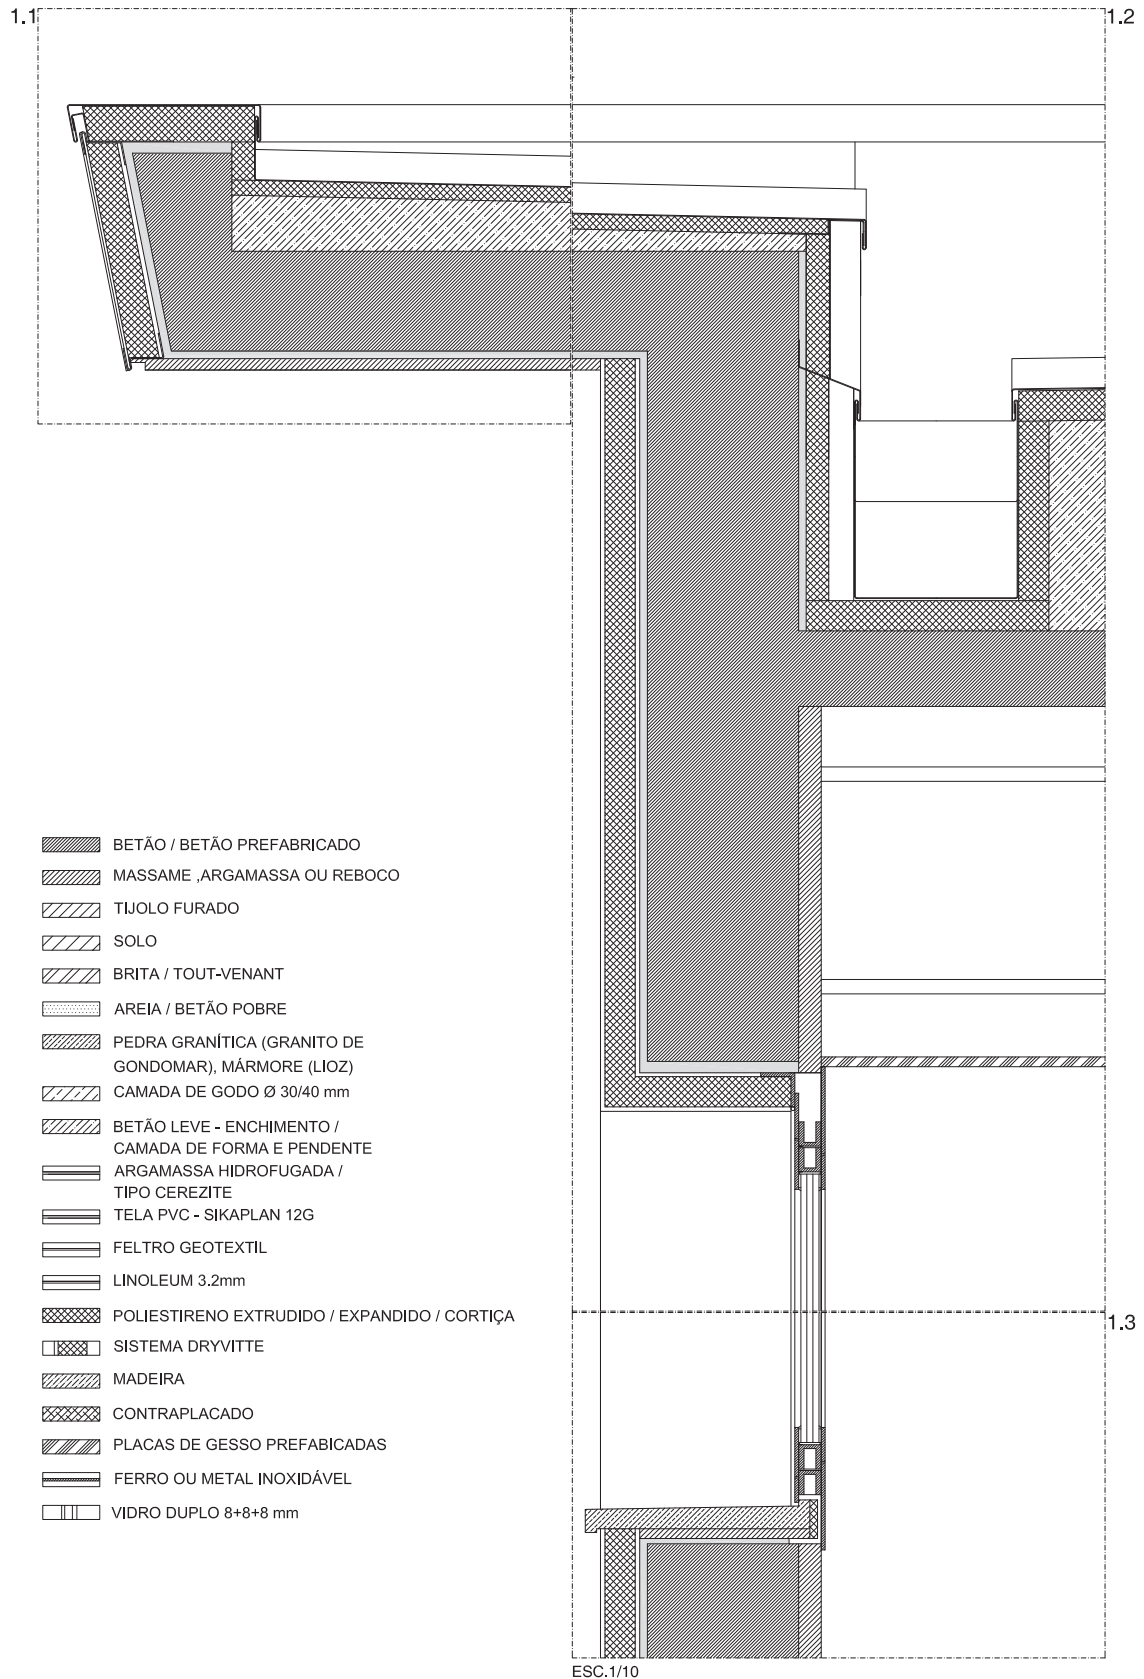 1.1
1.2
BETÃO / BETÃO PREFABRICADO
MASSAME ,ARGAMASSA OU REBOCO
TIJOLO FURADO
SOLO
BRITA / TOUT-VENANT
AREIA / BETÃO POBRE
PEDRA GRANÍTICA (GRANITO DE
GONDOMAR), MÁRMORE (LIOZ)
CAMADA DE GODO Ø 30/40 mm
BETÃO LEVE - ENCHIMENTO /
CAMADA DE FORMA E PENDENTE
ARGAMASSA HIDROFUGADA /
TIPO CEREZITE
TELA PVC - SIKAPLAN 12G
FELTRO GEOTEXTIL
LINOLEUM 3.2mm
POLIESTIRENO EXTRUDIDO / EXPANDIDO / CORTIÇA
1.3
SISTEMA DRYVITTE
MADEIRA
CONTRAPLACADO
PLACAS DE GESSO PREFABICADAS
FERRO OU METAL INOXIDÁVEL
VIDRO DUPLO 8+8+8 mm
ESC.1/10